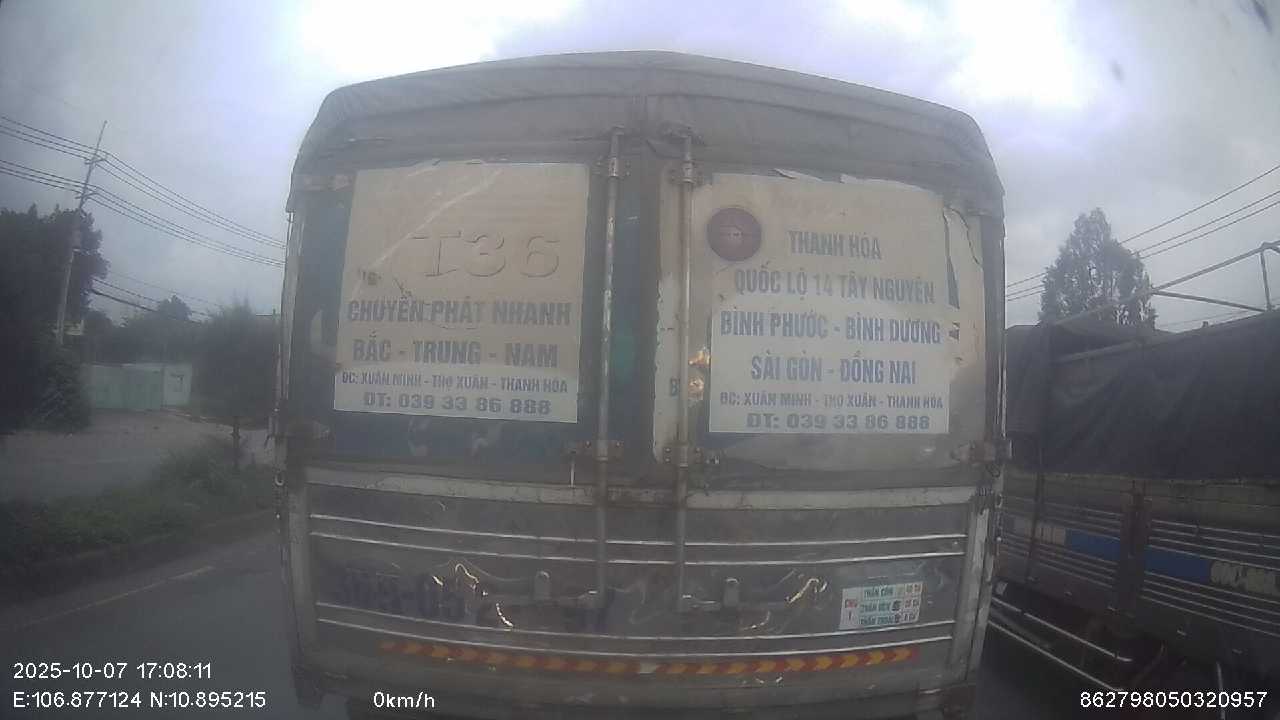 T36
CHUYỂN PHÁT NHANH
BẮC - TRUNG - NAM
ĐC: XUÂN MINH - THỌ XUÂN - THANH HÓA
ĐT: 039 33 86 888
THANH HÓA
QUỐC LỘ 14 TÂY NGUYÊN
BÌNH PHƯỚC - BÌNH DƯƠNG
SÀI GÒN - ĐỒNG NAI
ĐC: XUÂN MINH - THỌ XUÂN - THANH HÓA
ĐT: 039 33 86 888
2025-10-07 17:08:11
E:106.877124 N:10.895215
0km/h
862798050320957